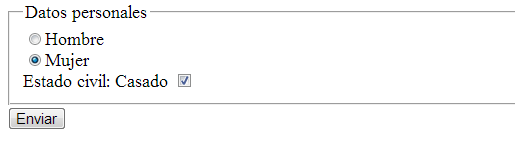 Datos personales
Hombre
Mujer
Estado civil: Casado
Enviar